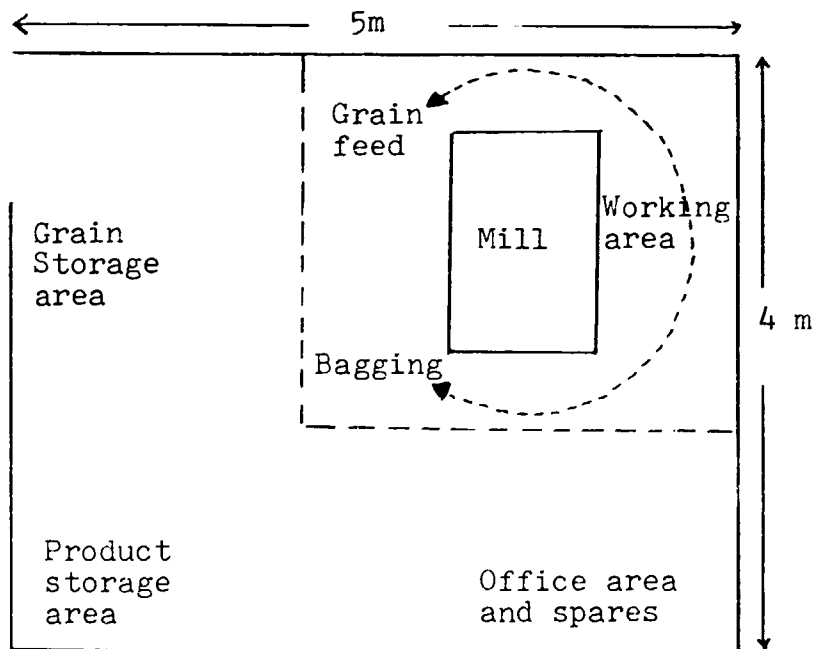 5m
Grain
feed
Working
area
Mill
Grain
Storage
area
4 m
Bagging
Product
storage
area
Office area
and spares